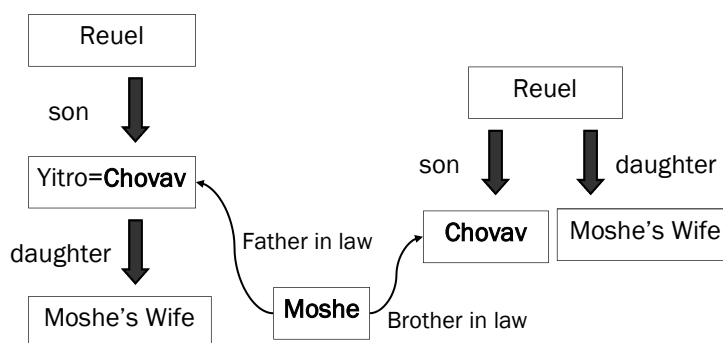 Reuel
son
Yitro=Chovav
daughter
Moshe's Wife
Father in law
Moshe
Brother in law
Reuel
son
daughter
Chovav
Moshe's Wife